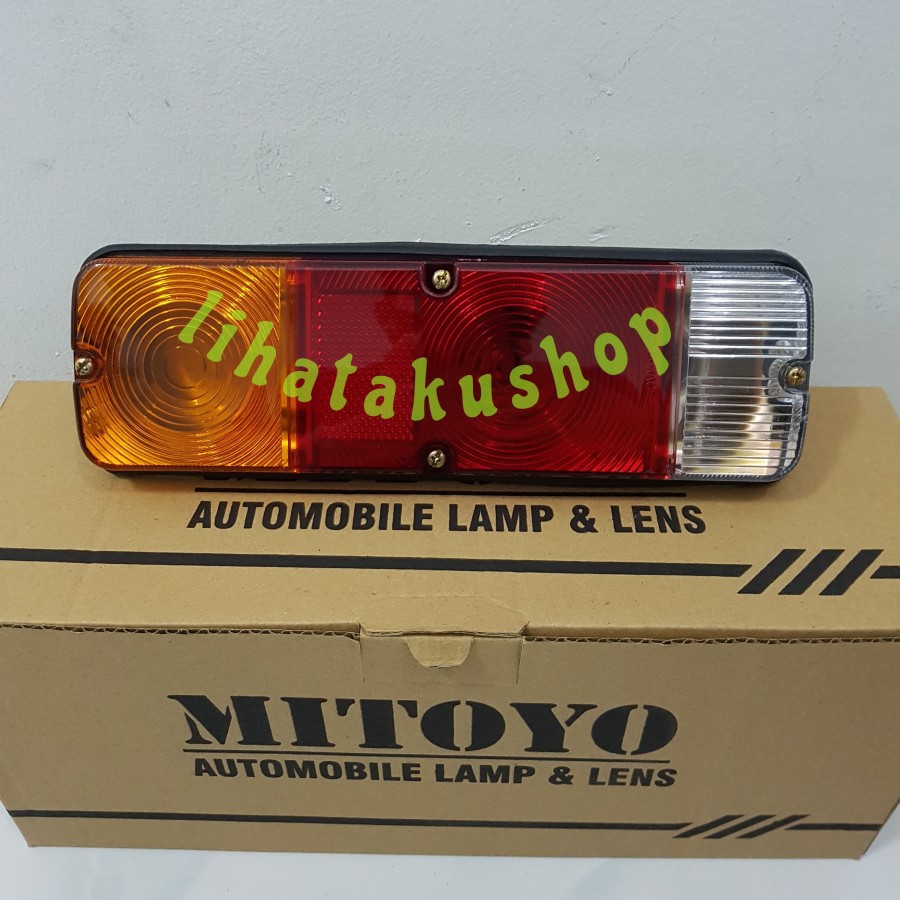 lihatakushop
AUTOMOBILE LAMP & LENS
MITOYO
AUTOMOBILE LAMP & LENS